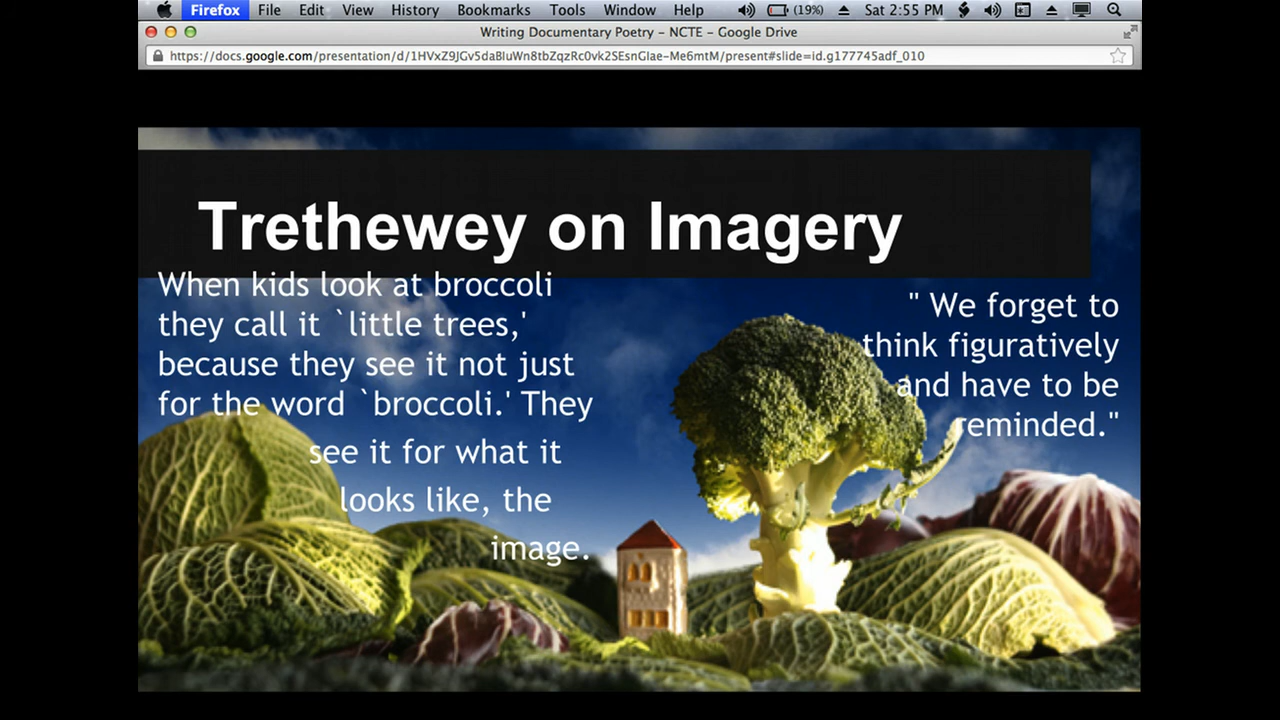 Firefox File Edit View History Bookmarks Tools Window Help (19%) Sat 2:55 PM
Writing Documentary Poetry – NCTE – Google Drive
https://docs.google.com/presentation/d/1HVxZ9JGv5daBluWn8tbZqzRc0vk2SEsnGIae-Me6mtM/present#slide=id.g177745adf_010
Trethewey on Imagery
When kids look at broccoli
they call it `little trees,'
because they see it not just
for the word `broccoli.' They
see it for what it
looks like, the
image.
" We forget to
think figuratively
and have to be
reminded."